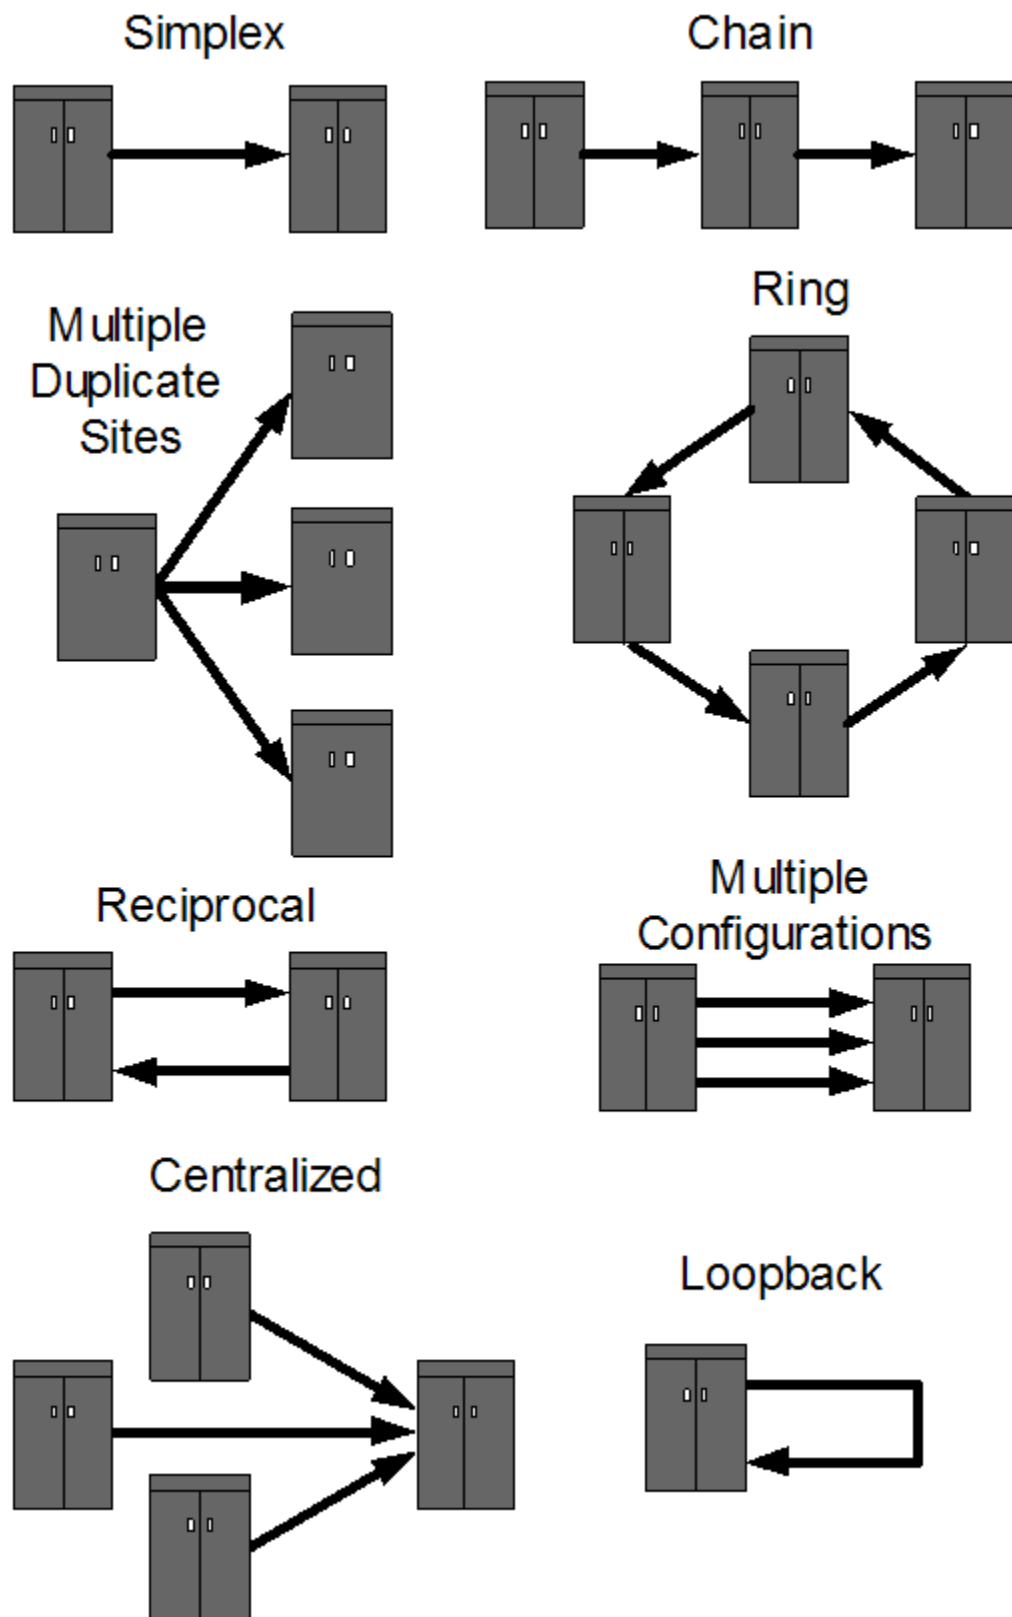 Simplex
Chain
Multiple
Duplicate
Sites
Ring
Reciprocal
Multiple
Configurations
Centralized
Loopback